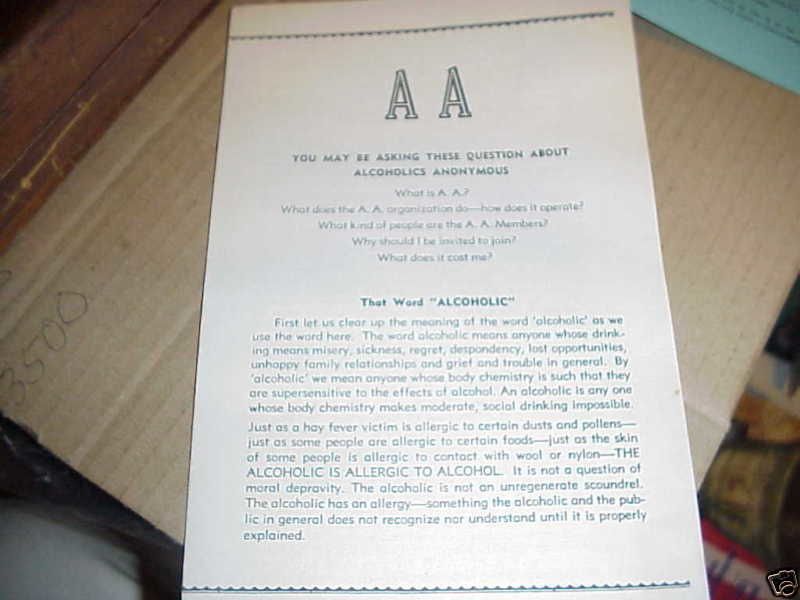 A A
YOU MAY BE ASKING THESE QUESTION ABOUT
ALCOHOLICS ANONYMOUS
What is A. A.?
What does the A. A. organization do—how does it operate?
What kind of people are the A. A. Members?
Why should I be invited to join?
What does it cost me?
That Word "ALCOHOLIC"
First let us clear up the meaning of the word 'alcoholic' as we
use the word here. The word alcoholic means anyone whose drink-
ing means misery, sickness, regret, despondency, lost opportunities,
unhappy family relationships and grief and trouble in general. By
'alcoholic' we mean anyone whose body chemistry is such that they
are supersensitive to the effects of alcohol. An alcoholic is any one
whose body chemistry makes moderate, social drinking impossible.
Just as a hay fever victim is allergic to certain dusts and pollens—
just as some people are allergic to certain foods—just as the skin
of some people is allergic to contact with wool or nylon—THE
ALCOHOLIC IS ALLERGIC TO ALCOHOL. It is not a question of
moral depravity. The alcoholic is not an unregenerate scoundrel.
The alcoholic has an allergy—something the alcoholic and the pub-
lic in general does not recognize nor understand until it is properly
explained.
3500